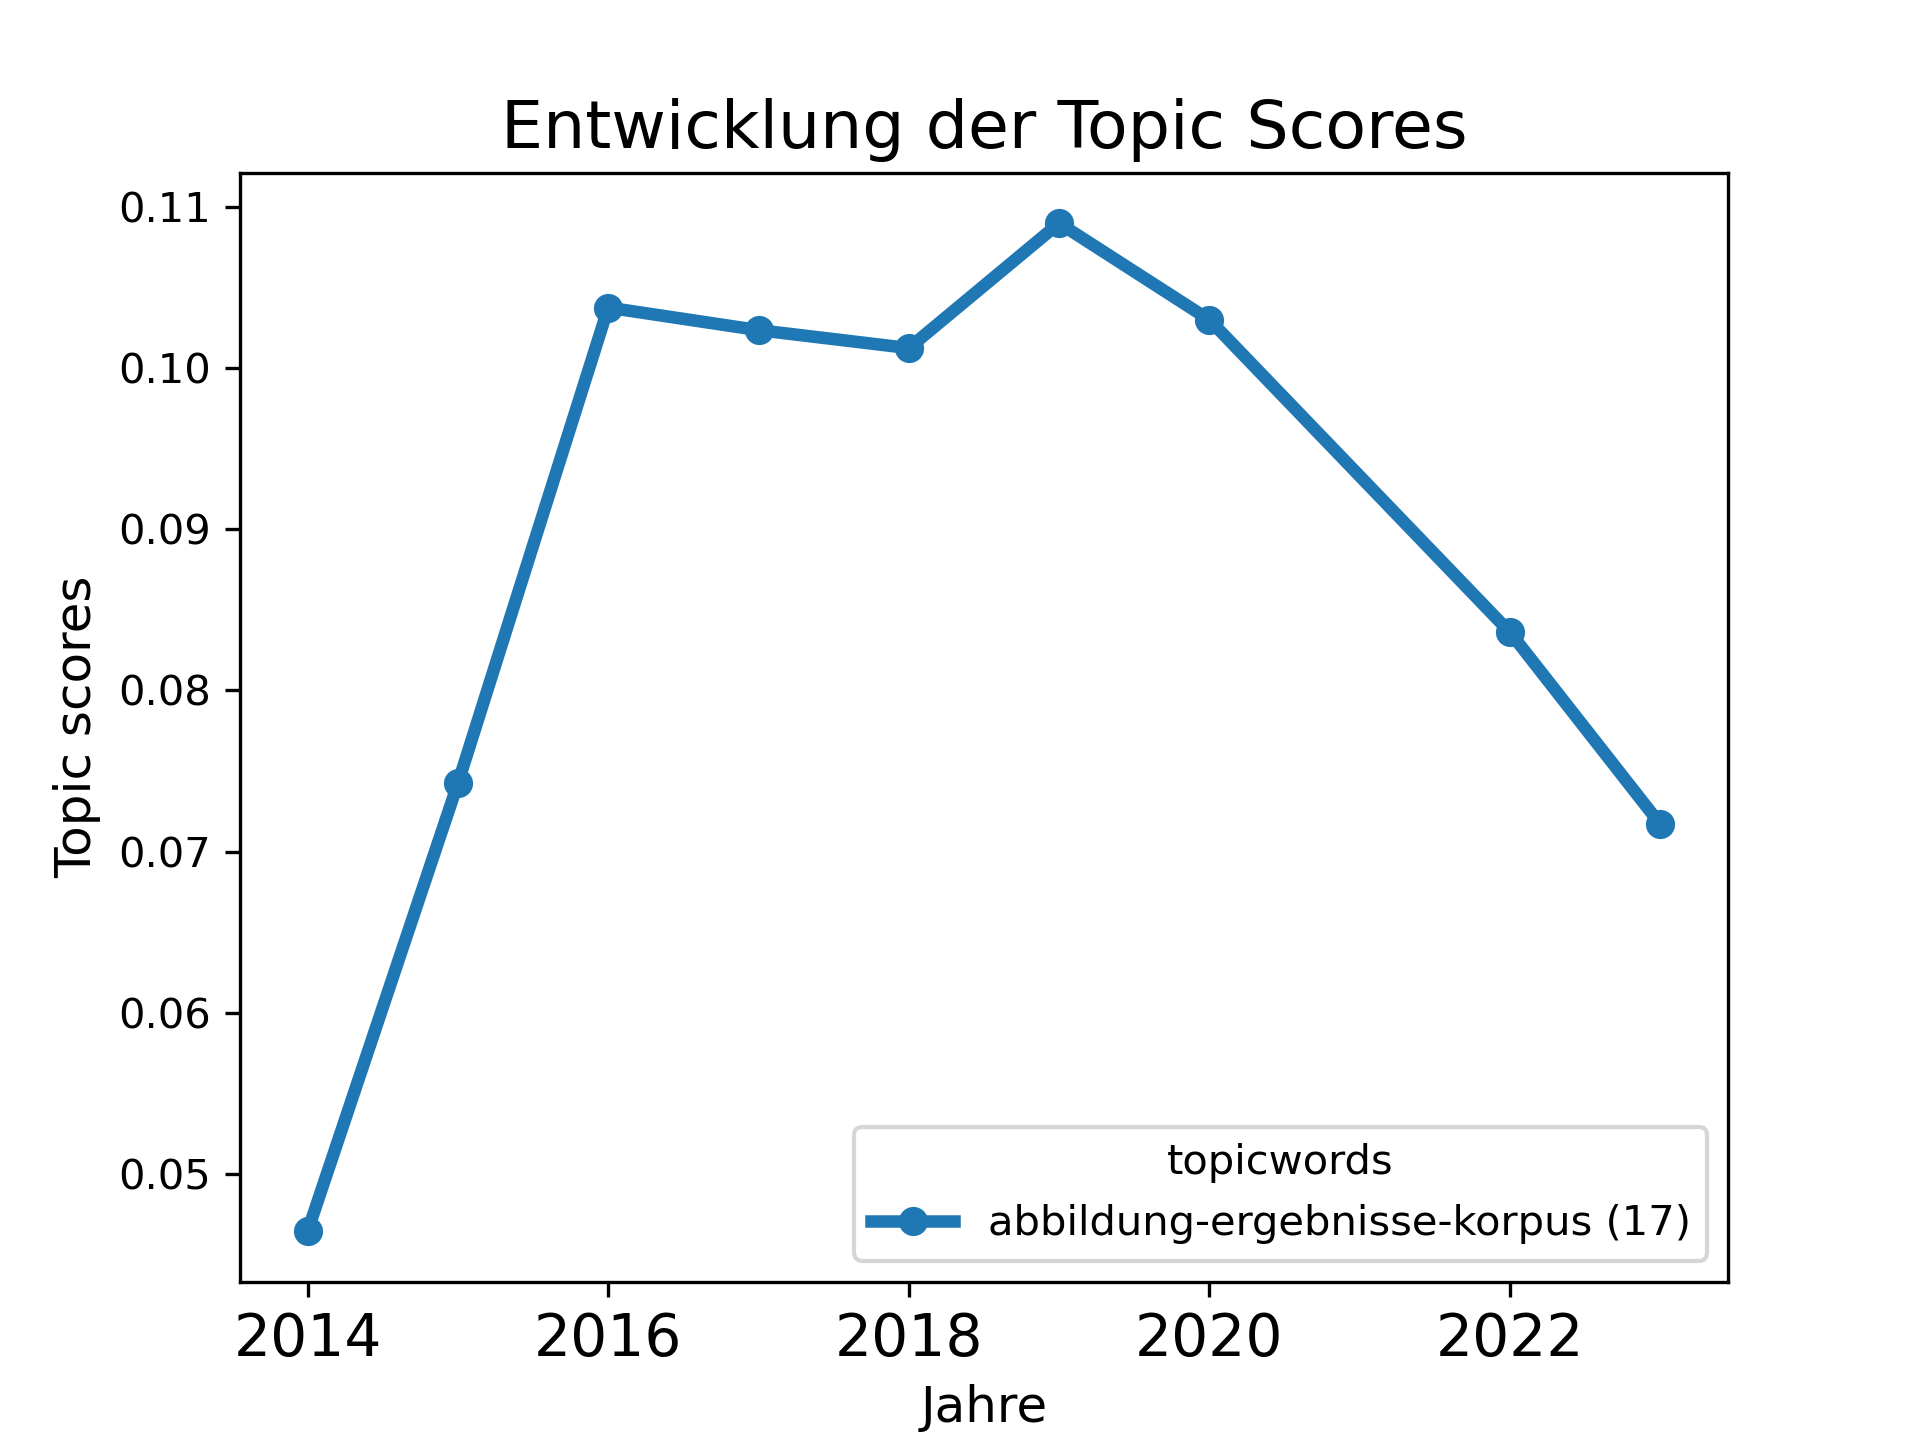 Entwicklung der Topic Scores
0.11
0.10
0.09
0.08
0.07
0.06
0.05
Topic scores
topicwords
abbildung-ergebnisse-korpus (17)
2014 2016 2018 2020 2022
Jahre